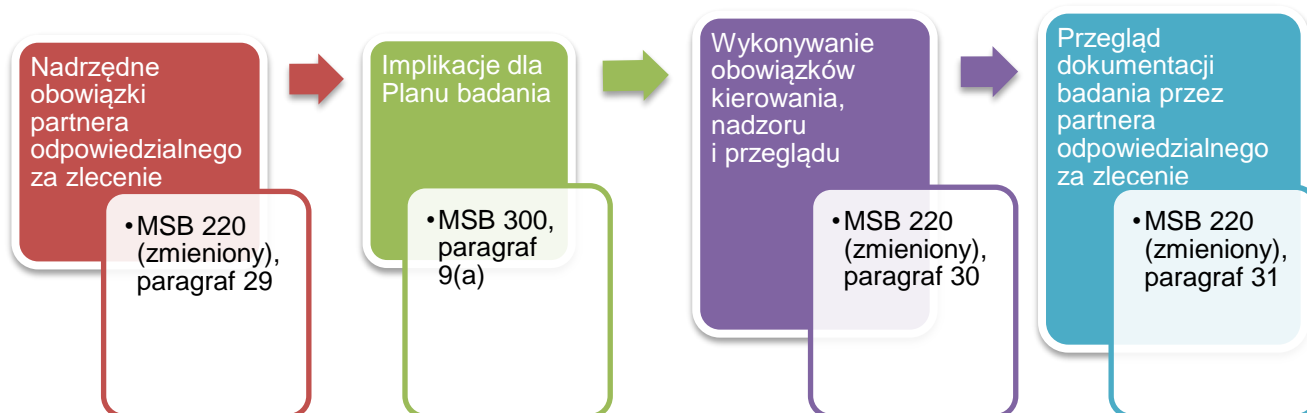 Nadrzędne
obowiązki
partnera
odpowiedzialnego
za zlecenie
•MSB 220
(zmieniony),
paragraf 29
Implikacje dla
Planu badania
•MSB 300,
paragraf
9(a)
Wykonywanie
obowiązków
kierowania,
nadzoru
i przeglądu
•MSB 220
(zmieniony),
paragraf 30
Przegląd
dokumentacji
badania przez
partnera
odpowiedzialnego
za zlecenie
•MSB 220
(zmieniony),
paragraf 31